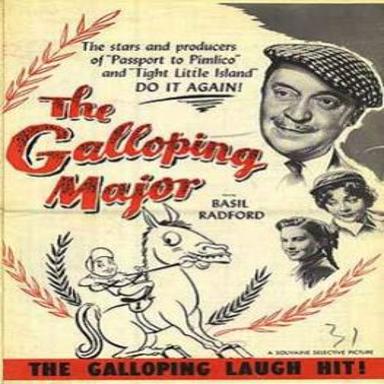 The stars and producers
of "Passport to Pimlico"
and "Tight Little Island"
DO IT AGAIN!
The
Galloping
Major
BASIL
RADFORD
31
A SOUVAINE SELECTIVE PICTURE
THE GALLOPING LAUGH HIT!